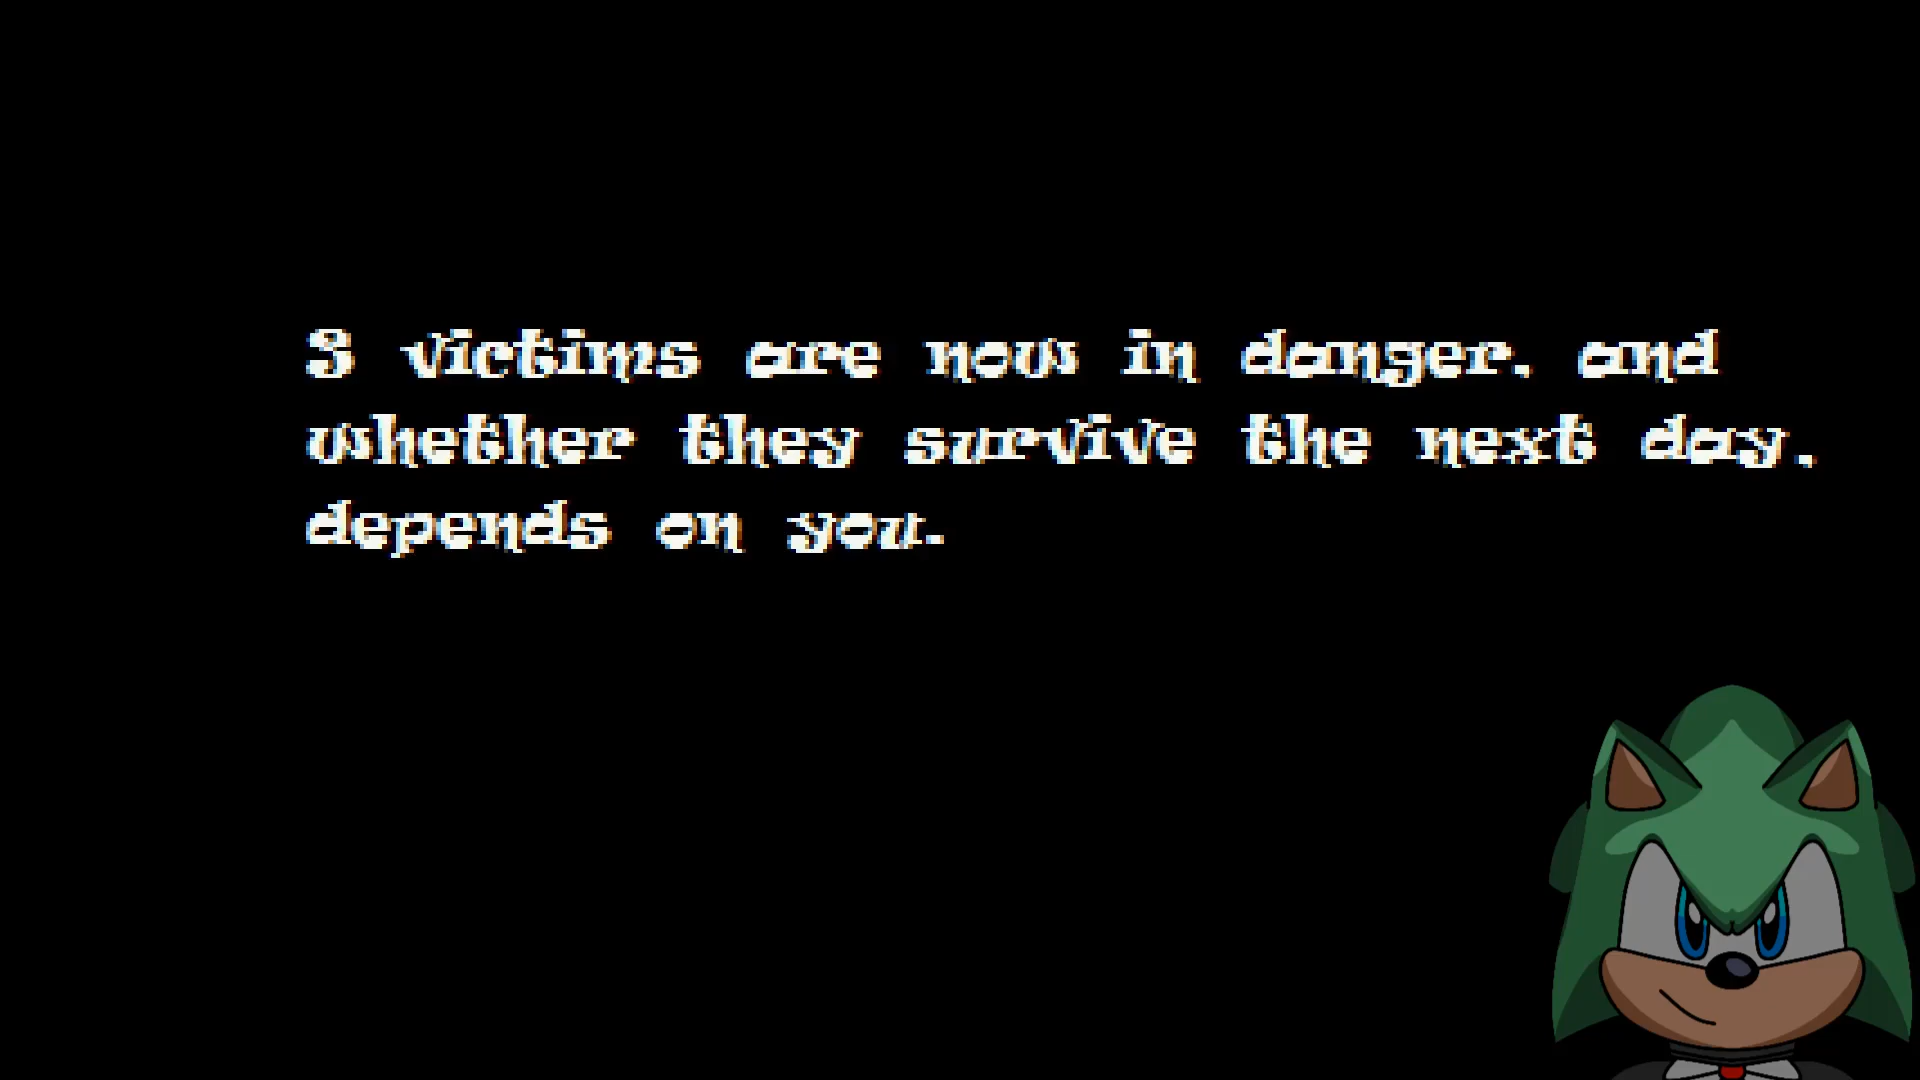 3 victims are now in danger. and
whether they survive the next day.
depends on you.